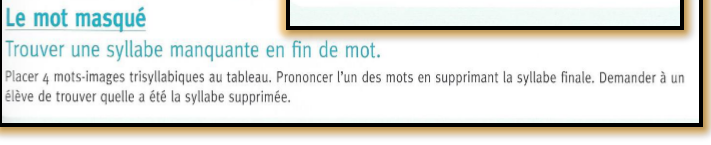 Le mot masqué
Trouver une syllabe manquante en fin de mot.
Placer 4 mots-images trisyllabiques au tableau. Prononcer l'un des mots en supprimant la syllabe finale. Demander à un
élève de trouver quelle a été la syllabe supprimée.